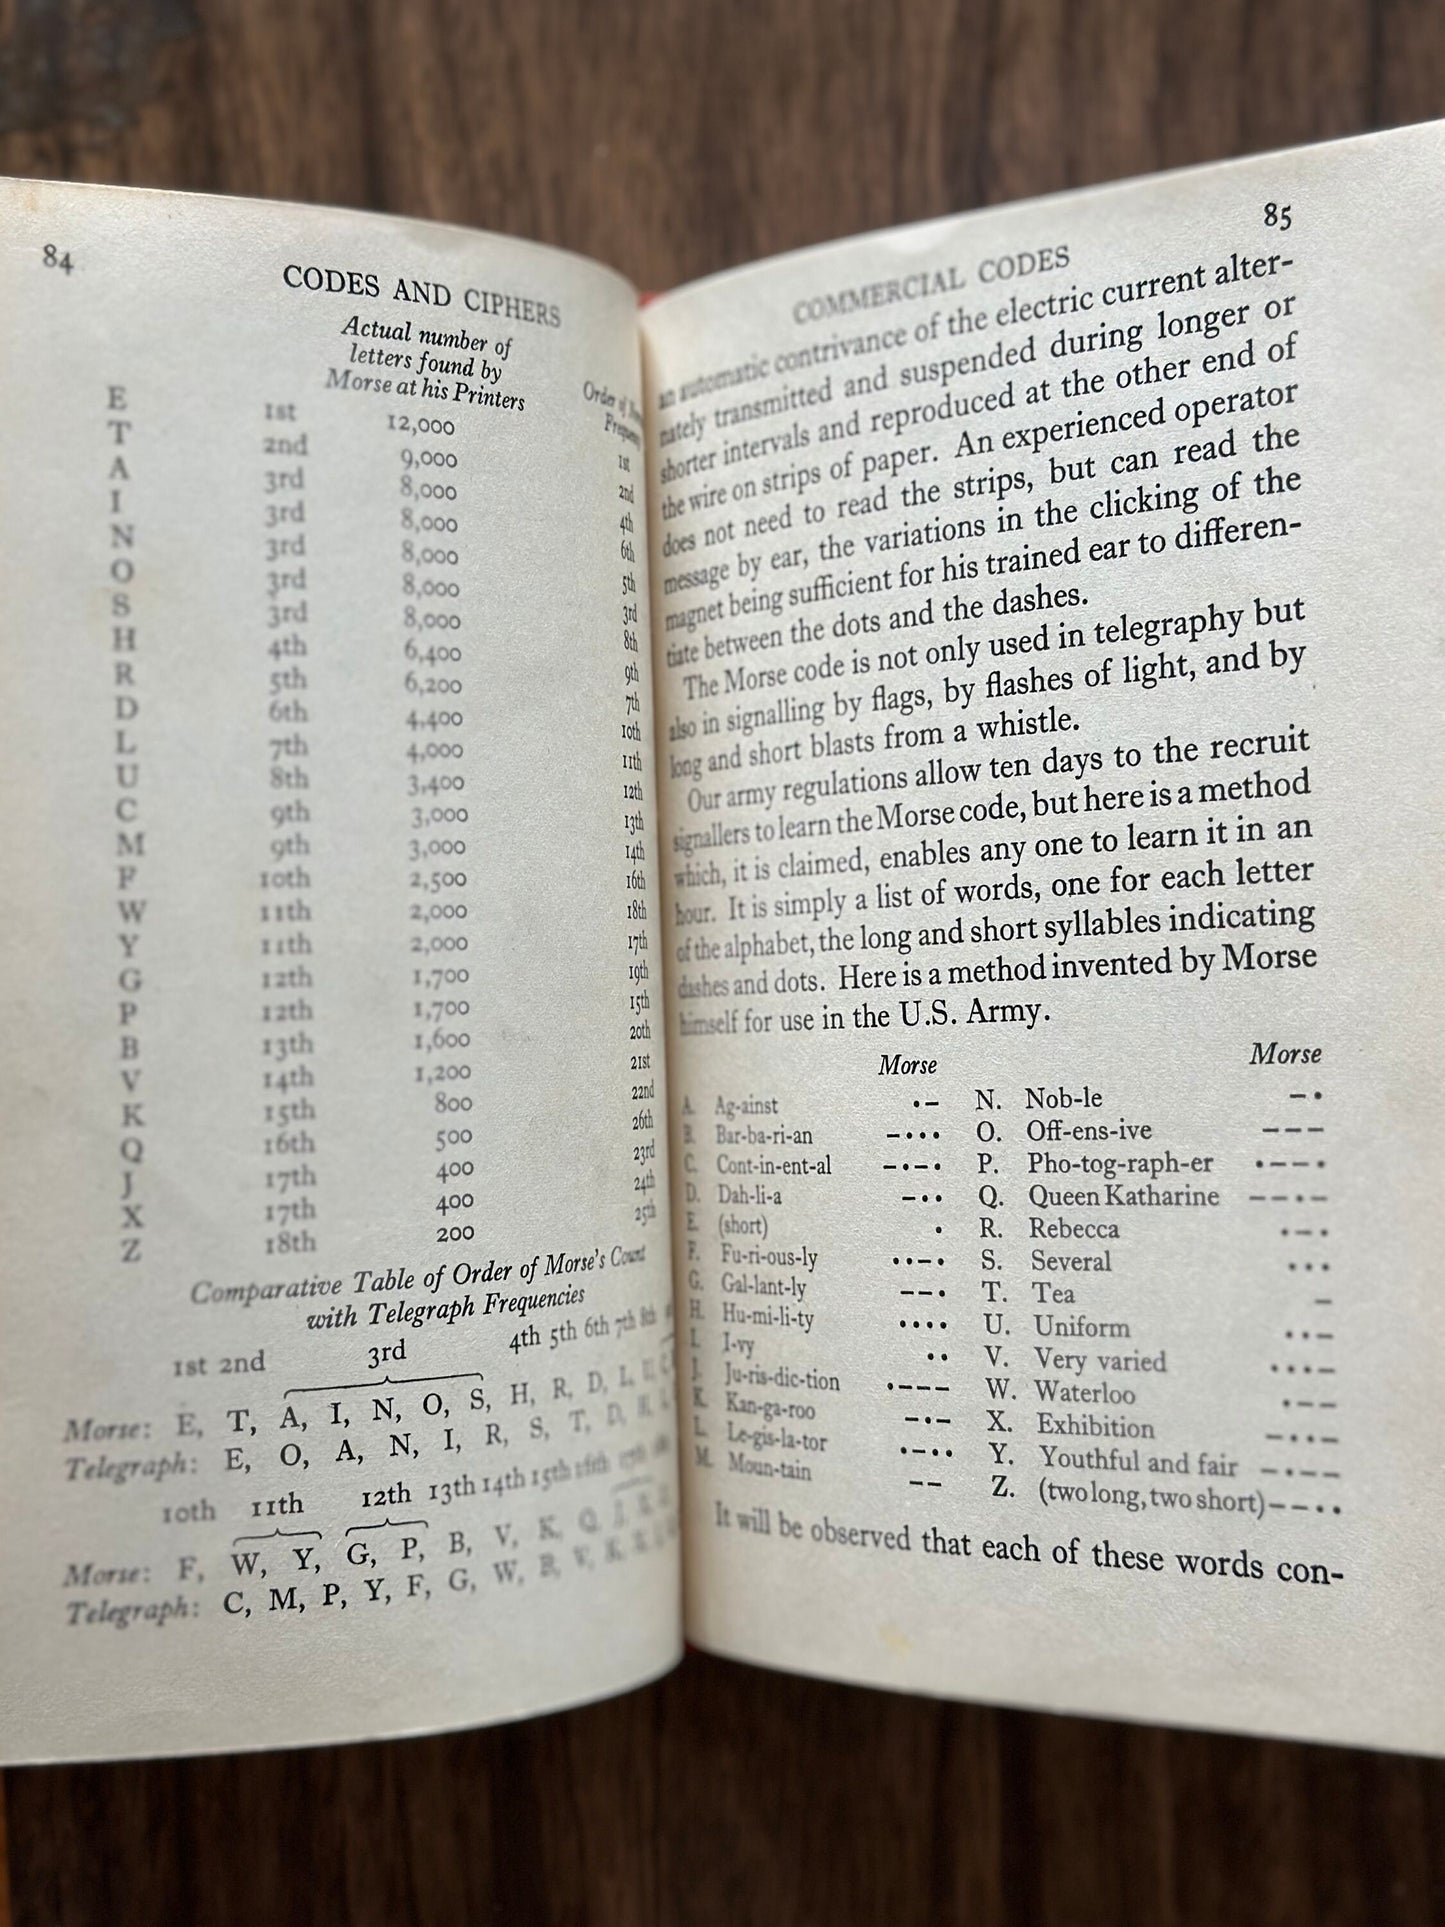 84
CODES AND CIPHERS
Actual number of
letters found by
Morse at his Printers
Order of
Frequency
E 1st 12,000 1st
T 2nd 9,000 2nd
A 3rd 8,000 4th
I 3rd 8,000 6th
N 3rd 8,000 5th
O 3rd 8,000 3rd
S 3rd 8,000 8th
H 4th 6,400 9th
R 5th 6,200 7th
D 6th 4,400 10th
L 7th 4,000 11th
U 8th 3,400 12th
C 9th 3,000 13th
M 9th 3,000 14th
F 10th 2,500 16th
W 11th 2,000 18th
Y 11th 2,000 17th
G 12th 1,700 19th
P 12th 1,700 15th
B 13th 1,600 20th
V 14th 1,200 21st
K 15th 800 22nd
Q 16th 500 26th
J 17th 400 23rd
X 17th 400 24th
Z 18th 200 25th
Comparative Table of Order of Morse's Count
with Telegraph Frequencies
1st 2nd 3rd 4th 5th 6th 7th 8th
Morse: E, T, A, I, N, O, S, H, R, D, L, U,
Telegraph: E, O, A, N, I, R, S, T, D, H, L
10th 11th 12th 13th 14th 15th 16th 17th 18th
Morse: F, W, Y, G, P, B, V, K, Q,
Telegraph: C, M, P, Y, F, G, W, B, V, K,
85
COMMERCIAL CODES
an automatic contrivance of the electric current alter-
nately transmitted and suspended during longer or
shorter intervals and reproduced at the other end of
the wire on strips of paper. An experienced operator
does not need to read the strips, but can read the
message by ear, the variations in the clicking of the
magnet being sufficient for his trained ear to differen-
tiate between the dots and the dashes.
The Morse code is not only used in telegraphy but
also in signalling by flags, by flashes of light, and by
long and short blasts from a whistle.
Our army regulations allow ten days to the recruit
signallers to learn the Morse code, but here is a method
which, it is claimed, enables any one to learn it in an
hour. It is simply a list of words, one for each letter
of the alphabet, the long and short syllables indicating
dashes and dots. Here is a method invented by Morse
himself for use in the U.S. Army.
Morse Morse
A. Ag-ainst •– N. Nob-le –•
B. Bar-ba-ri-an –••• O. Off-ens-ive –––
C. Cont-in-ent-al –•–• P. Pho-tog-raph-er •––•
D. Dah-li-a –•• Q. Queen Katharine ––•–
E. (short) • R. Rebecca •–•
F. Fu-ri-ous-ly ••–• S. Several •••
G. Gal-lant-ly ––• T. Tea –
H. Hu-mi-li-ty •••• U. Uniform ••–
I. I-vy •• V. Very varied •••–
J. Ju-ris-dic-tion •––– W. Waterloo •––
K. Kan-ga-roo –•– X. Exhibition –••–
L. Le-gis-la-tor •–•• Y. Youthful and fair –•––
M. Moun-tain –– Z. (two long, two short) ––••
It will be observed that each of these words con-